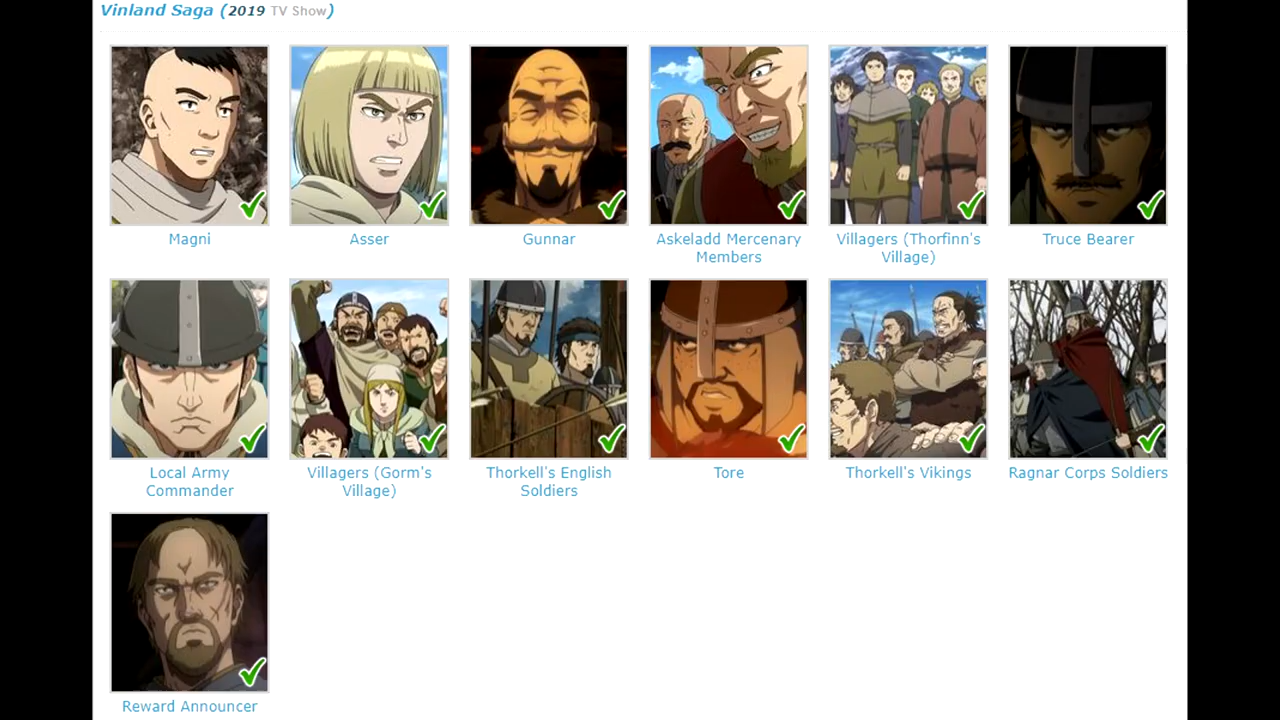 Vinland Saga (2019 TV Show)
Magni
Asser
Gunnar
Askeladd Mercenary
Members
Villagers (Thorfinn's
Village)
Truce Bearer
Local Army
Commander
Villagers (Gorm's
Village)
Thorkell's English
Soldiers
Tore
Thorkell's Vikings
Ragnar Corps Soldiers
Reward Announcer